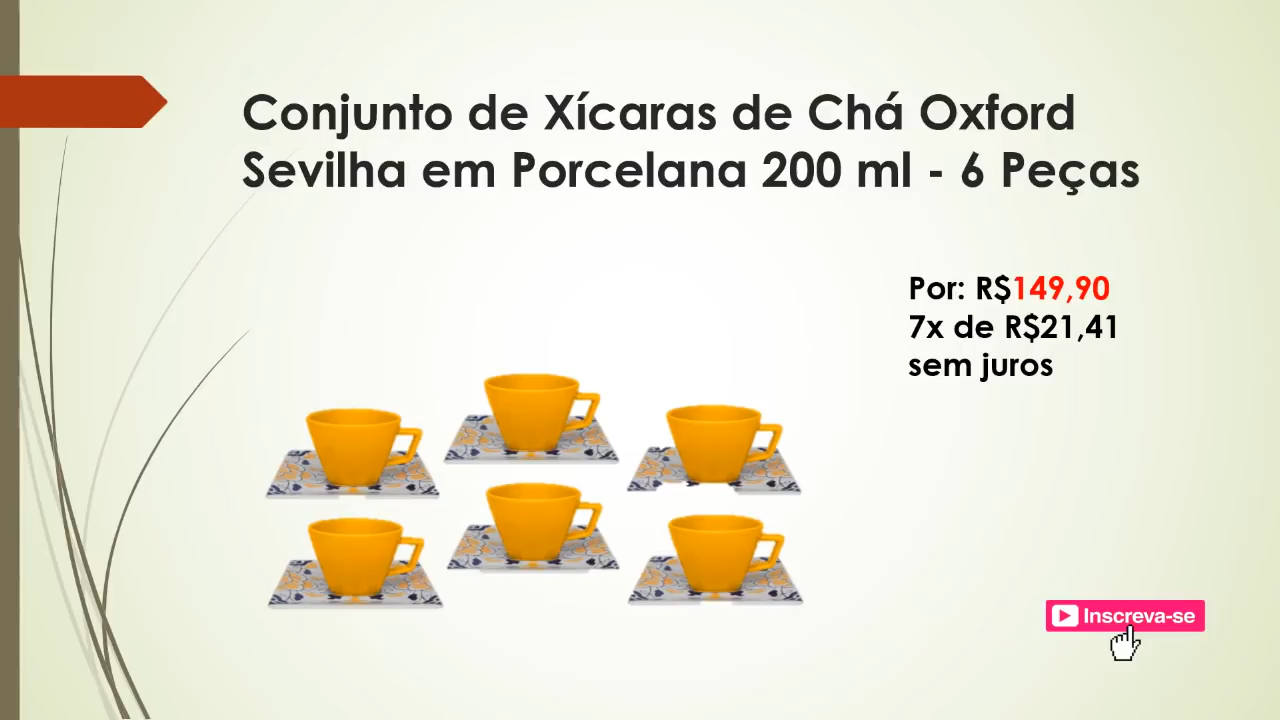 Conjunto de Xícaras de Chá Oxford
Sevilha em Porcelana 200 ml - 6 Peças
Por: R$149,90
7x de R$21,41
sem juros
Inscreva-se